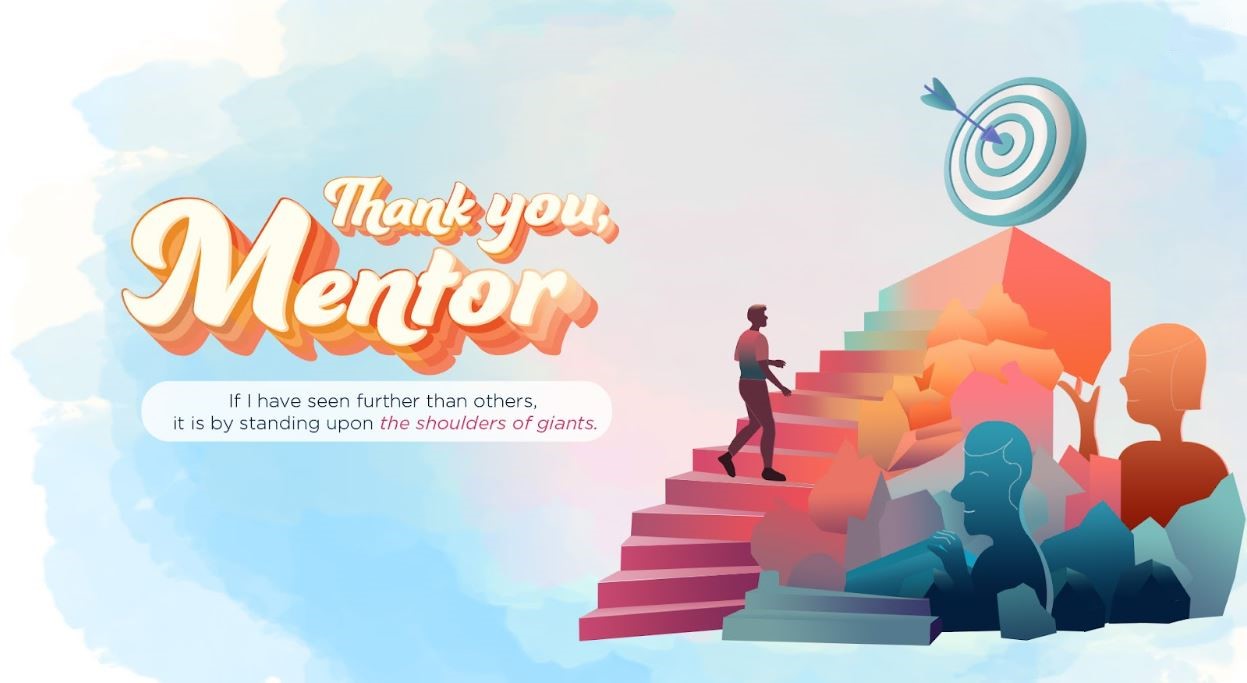 Thank you,
Mentor
If I have seen further than others,
it is by standing upon the shoulders of giants.